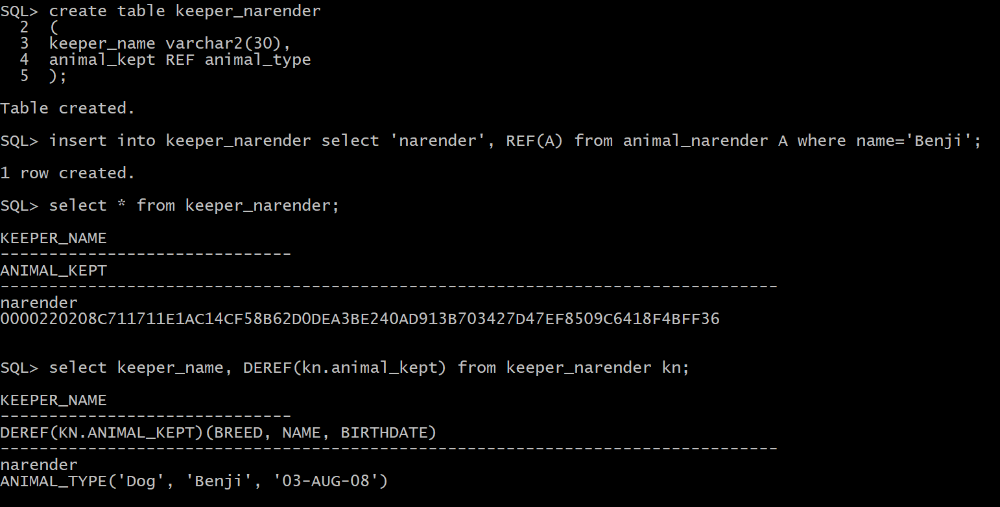 SQL> create table keeper_narender
  2  (
  3  keeper_name varchar2(30),
  4  animal_kept REF animal_type
  5  );
Table created.
SQL> insert into keeper_narender select 'narender', REF(A) from animal_narender A where name='Benji';
1 row created.
SQL> select * from keeper_narender;
KEEPER_NAME
------------------------------
ANIMAL_KEPT
--------------------------------------------------------------------------------
narender
0000220208C711711E1AC14CF58B62D0DEA3BE240AD913B703427D47EF8509C6418F4BFF36
SQL> select keeper_name, DEREF(kn.animal_kept) from keeper_narender kn;
KEEPER_NAME
------------------------------
DEREF(KN.ANIMAL_KEPT)(BREED, NAME, BIRTHDATE)
--------------------------------------------------------------------------------
narender
ANIMAL_TYPE('Dog', 'Benji', '03-AUG-08')